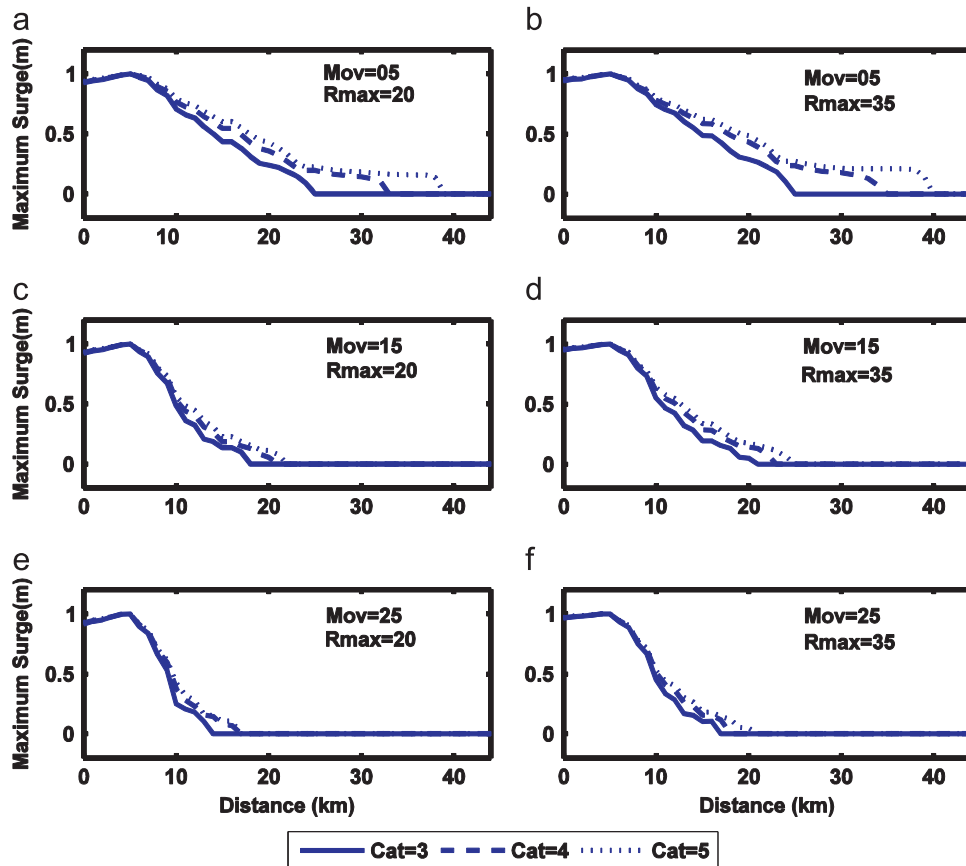 a
Maximum Surge(m)
1
0.5
0
Mov=05
Rmax=20
0 10 20 30 40
b
1
0.5
0
Mov=05
Rmax=35
0 10 20 30 40
c
Maximum Surge(m)
1
0.5
0
Mov=15
Rmax=20
0 10 20 30 40
d
1
0.5
0
Mov=15
Rmax=35
0 10 20 30 40
e
Maximum Surge(m)
1
0.5
0
Mov=25
Rmax=20
0 10 20 30 40
Distance (km)
f
1
0.5
0
Mov=25
Rmax=35
0 10 20 30 40
Distance (km)
Cat=3 Cat=4 Cat=5